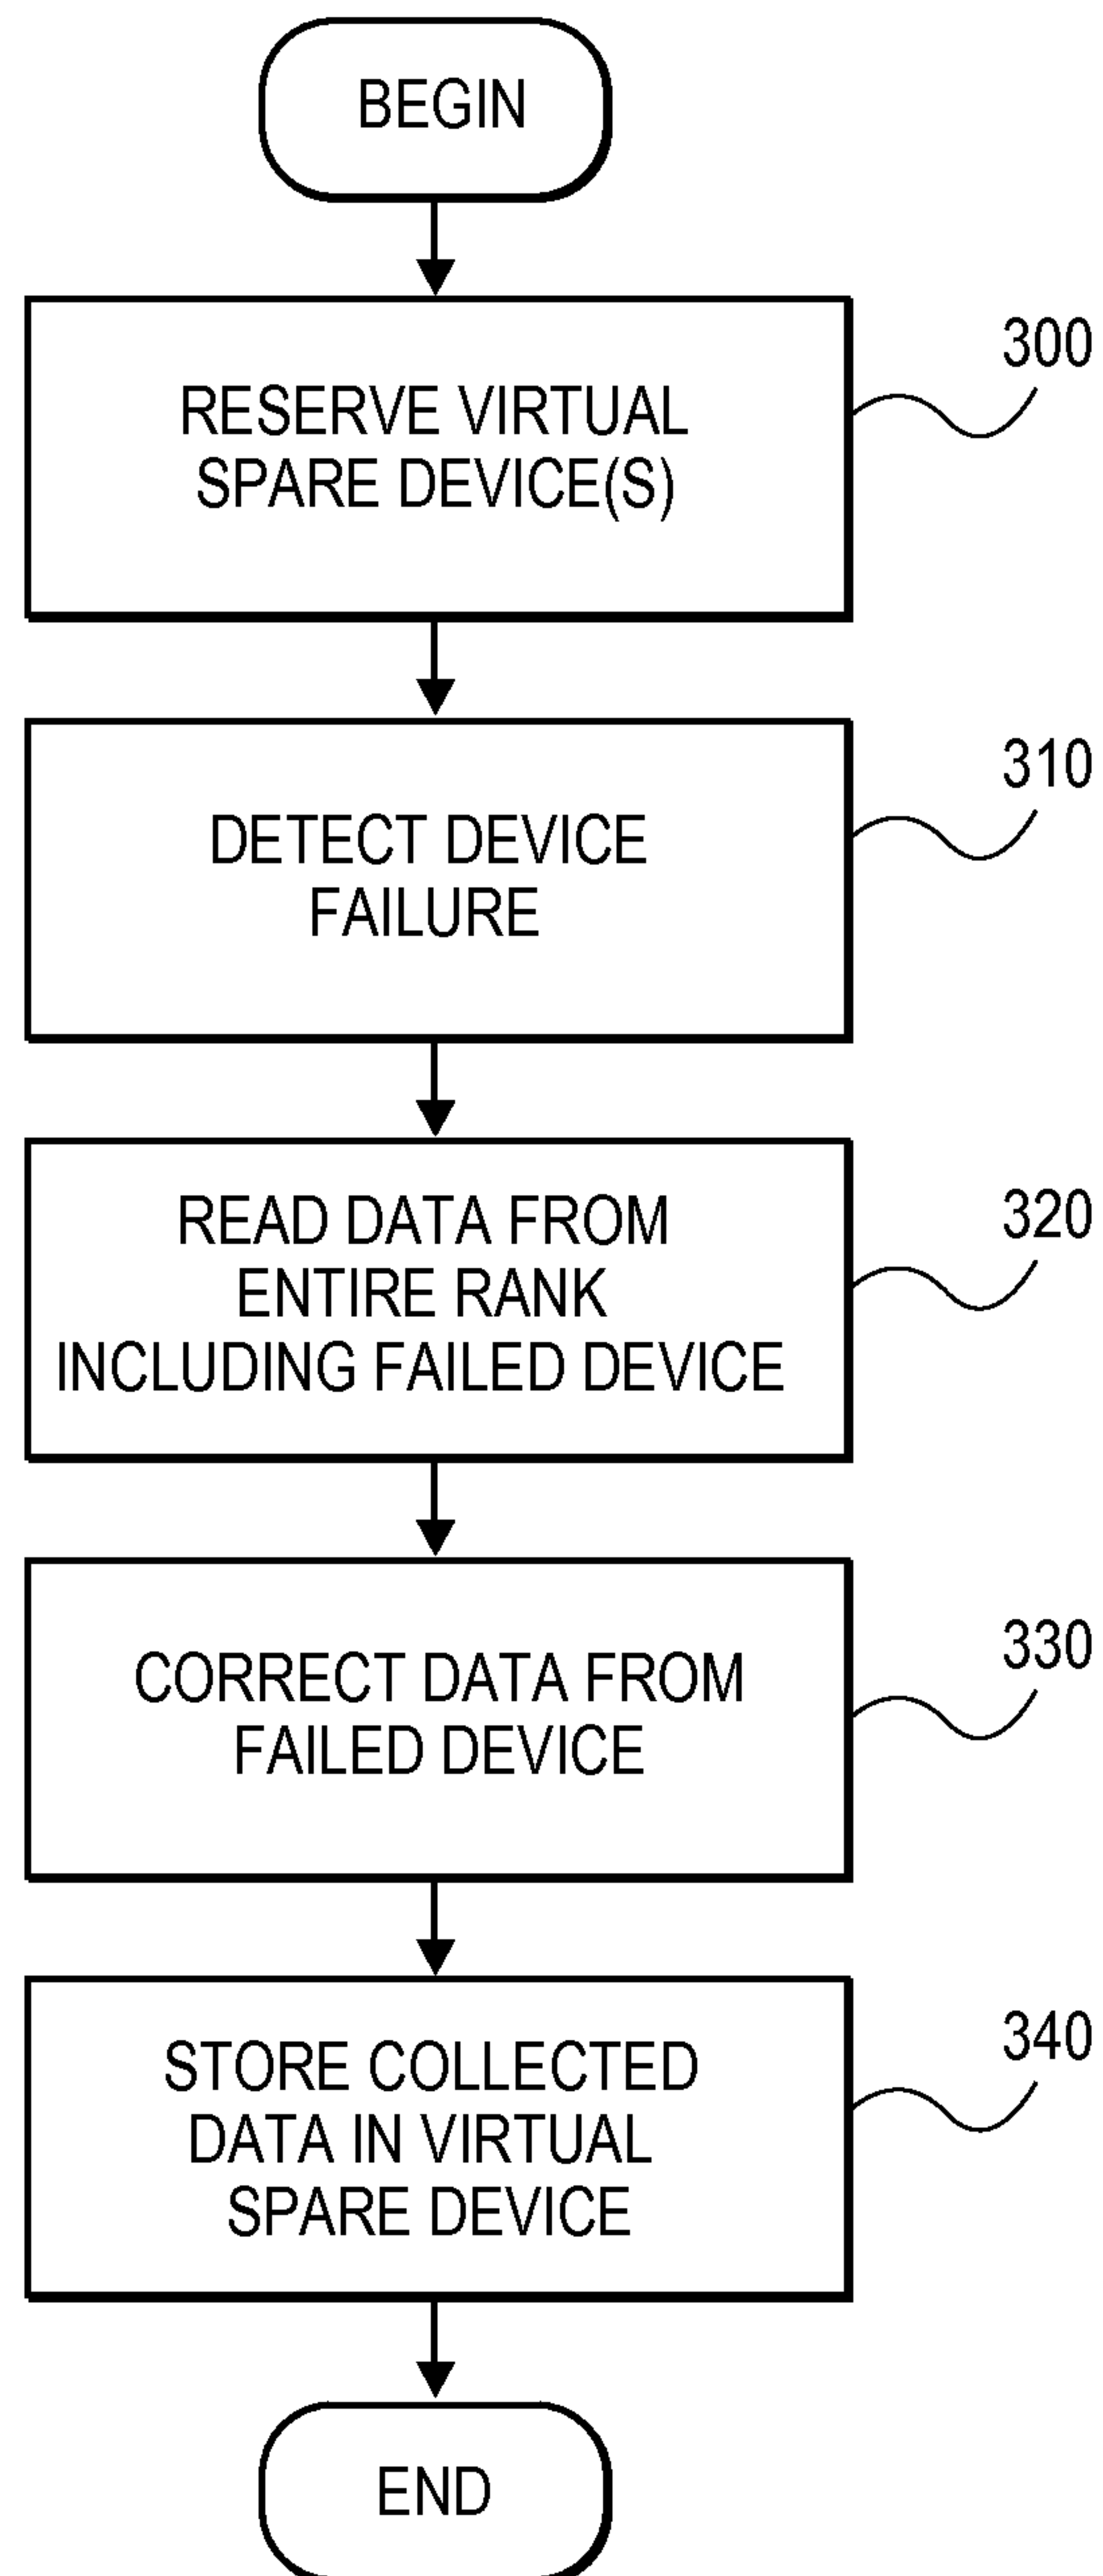 BEGIN
300
RESERVE VIRTUAL
SPARE DEVICE(S)
310
DETECT DEVICE
FAILURE
320
READ DATA FROM
ENTIRE RANK
INCLUDING FAILED DEVICE
330
CORRECT DATA FROM
FAILED DEVICE
340
STORE COLLECTED
DATA IN VIRTUAL
SPARE DEVICE
END